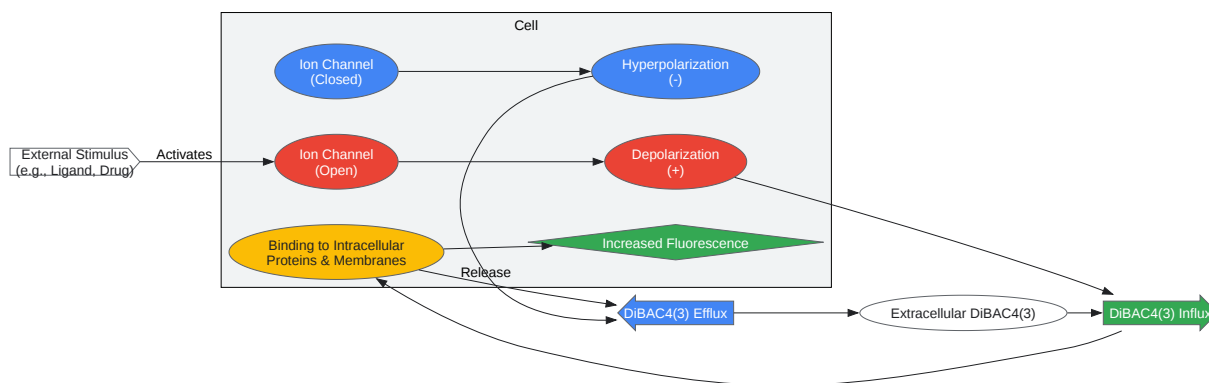 Cell
Ion Channel
(Closed)
Hyperpolarization
(-)
External Stimulus
(e.g., Ligand, Drug)
Activates
Ion Channel
(Open)
Depolarization
(+)
Binding to Intracellular
Proteins & Membranes
Increased Fluorescence
Release
DiBAC4(3) Efflux
Extracellular DiBAC4(3)
DiBAC4(3) Influx